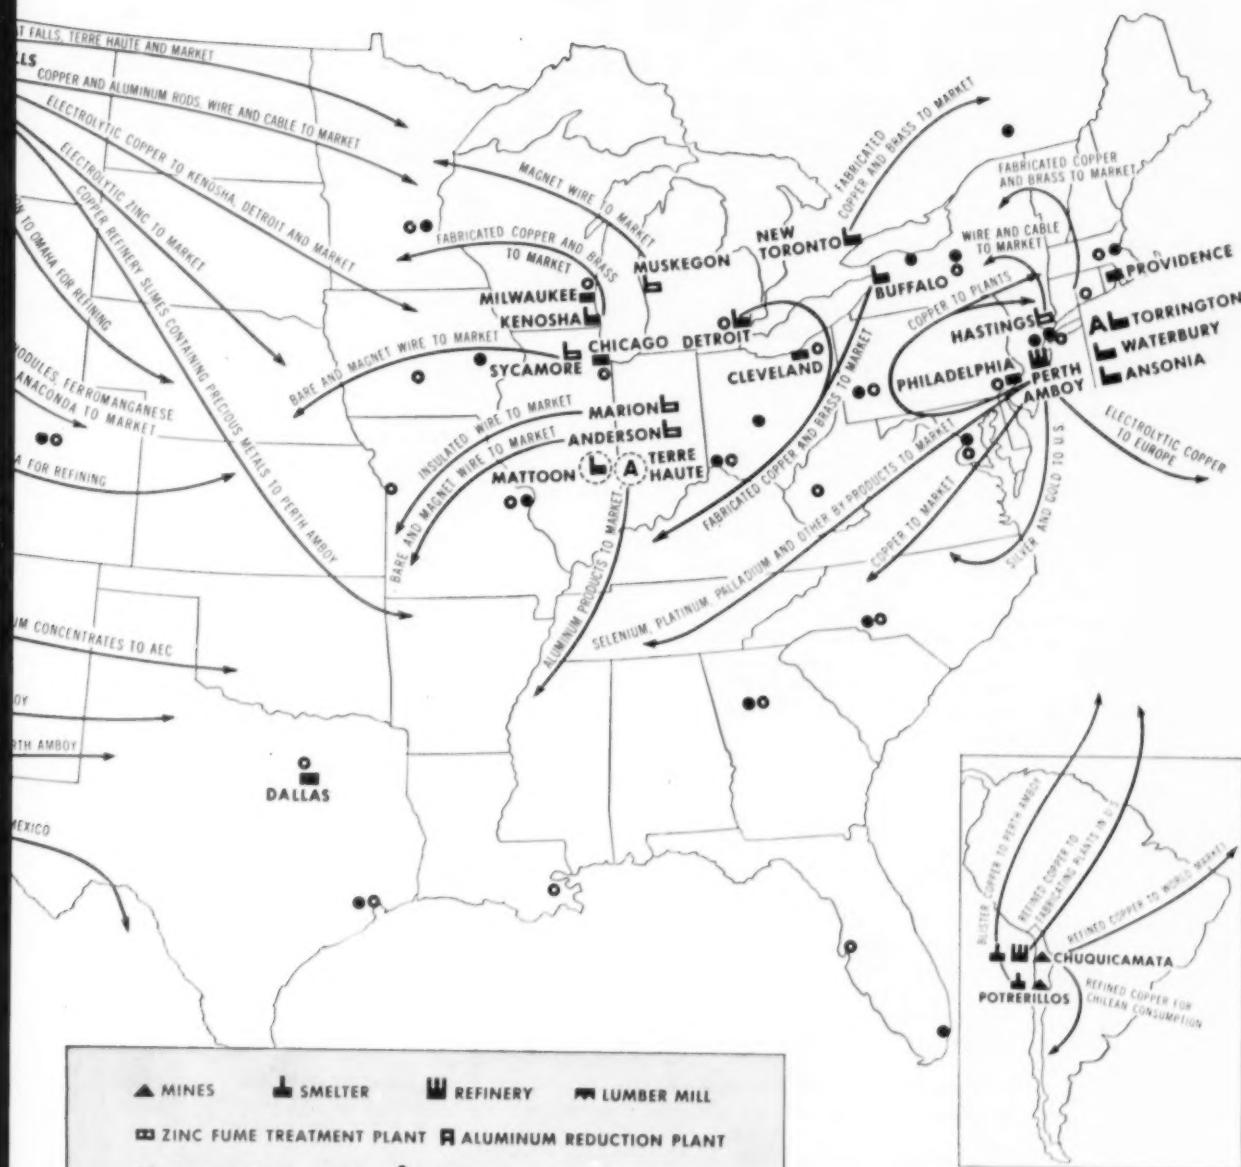 FALLS, TERRE HAUTE AND MARKET
LLS
COPPER AND ALUMINUM RODS, WIRE AND CABLE TO MARKET
ELECTROLYTIC COPPER TO KENOSHA, DETROIT AND MARKET
ELECTROLYTIC ZINC TO MARKET
COPPER REFINERY SLIMES CONTAINING PRECIOUS METALS TO PERTH AMBOY
TO OMAHA FOR REFINING
NODULES, FERROMANGANESE
ANACONDA TO MARKET
A FOR REFINING
UM CONCENTRATES TO AEC
OY
RTH AMBOY
MEXICO
MAGNET WIRE TO MARKET
FABRICATED COPPER AND BRASS
TO MARKET
MUSKEGON
MILWAUKEE
KENOSHA
BARE AND MAGNET WIRE TO MARKET
SYCAMORE
CHICAGO
DETROIT
INSULATED WIRE TO MARKET
MARION
BARE AND MAGNET WIRE TO MARKET
ANDERSON
MATTOON
A
TERRE
HAUTE
ALUMINUM PRODUCTS TO MARKET
FABRICATED
COPPER AND BRASS TO MARKET
NEW
TORONTO
FABRICATED COPPER
AND BRASS TO MARKET
WIRE AND CABLE
TO MARKET
BUFFALO
COPPER TO PLANTS
PROVIDENCE
HASTINGS
A
TORRINGTON
WATERBURY
ANSONIA
CLEVELAND
PHILADELPHIA
PERTH
AMBOY
FABRICATED COPPER AND BRASS TO MARKET
ELECTROLYTIC COPPER
TO EUROPE
SELENIUM, PLATINUM, PALLADIUM AND OTHER BY-PRODUCTS TO MARKET
COPPER TO MARKET
SILVER AND GOLD TO U.S.
DALLAS
BLISTER COPPER TO PERTH AMBOY
REFINED COPPER TO
FABRICATING PLANTS IN U.S.
REFINED COPPER TO WORLD MARKET
CHUQUICAMATA
POTRERILLOS
REFINED COPPER FOR
CHILEAN CONSUMPTION
MINES
SMELTER
REFINERY
LUMBER MILL
ZINC FUME TREATMENT PLANT
A ALUMINUM REDUCTION PLANT